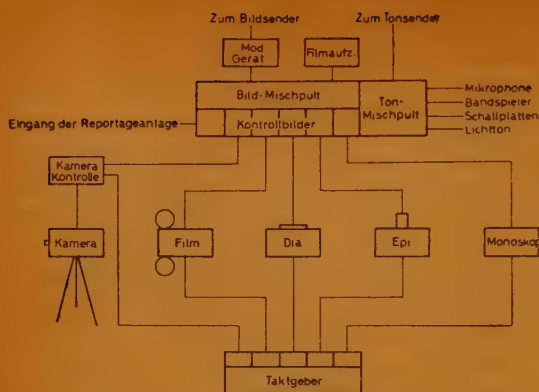 Zum Bildsender
Zum Tonsender
Mod
Gerät
Filmaufz.
Bild-Mischpult
Ton-
Mischpult
Mikrophone
Bandspieler
Schallplatten
Lichtton
Eingang der Reportageanlage
Kontrollbilder
Kamera
Kontrolle
Kamera
Film
Dia
Epi
Monoskop
Taktgeber